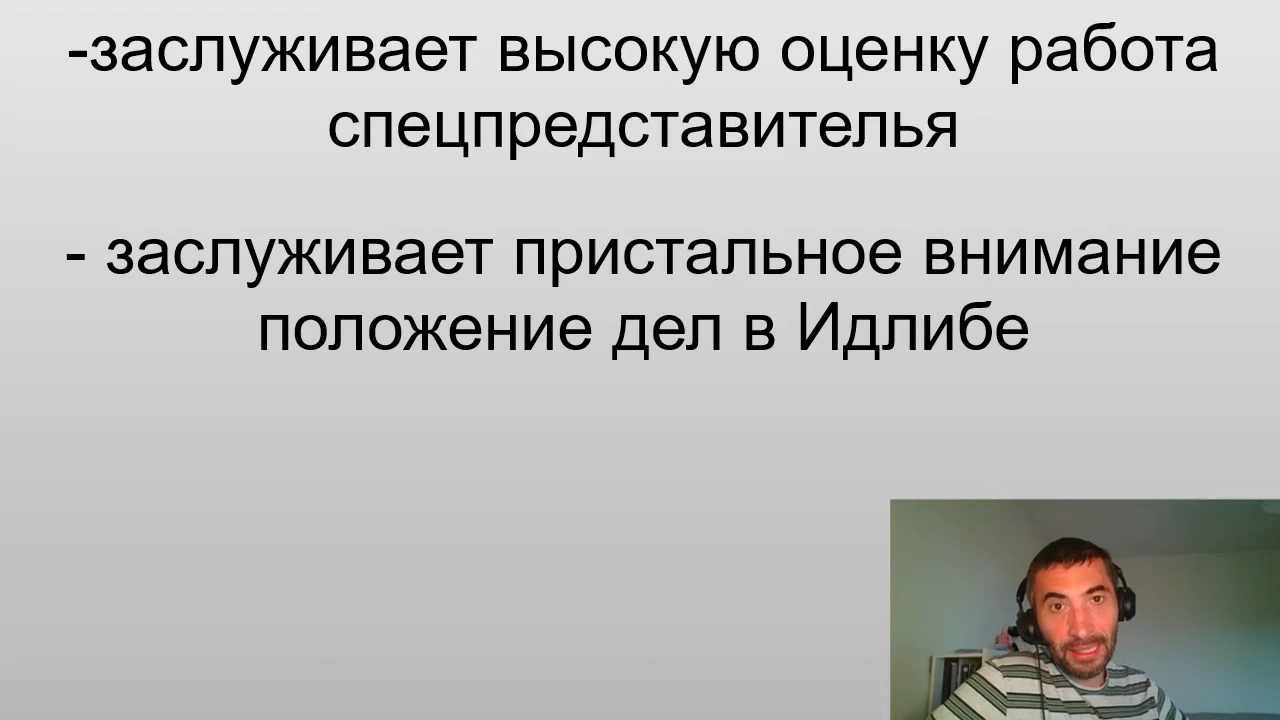 -заслуживает высокую оценку работа
спецпредставителья
- заслуживает пристальное внимание
положение дел в Идлибе